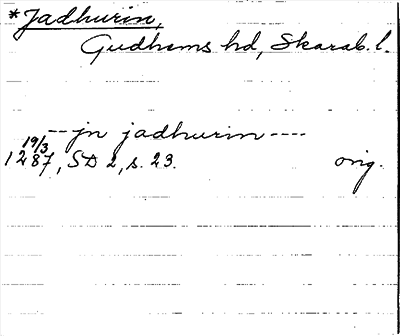 *Jadhurin,
Gudhems hd, Skarab. l.
-- jn jadhurin ----
19/3
1287, SD 2, s. 23. orig.